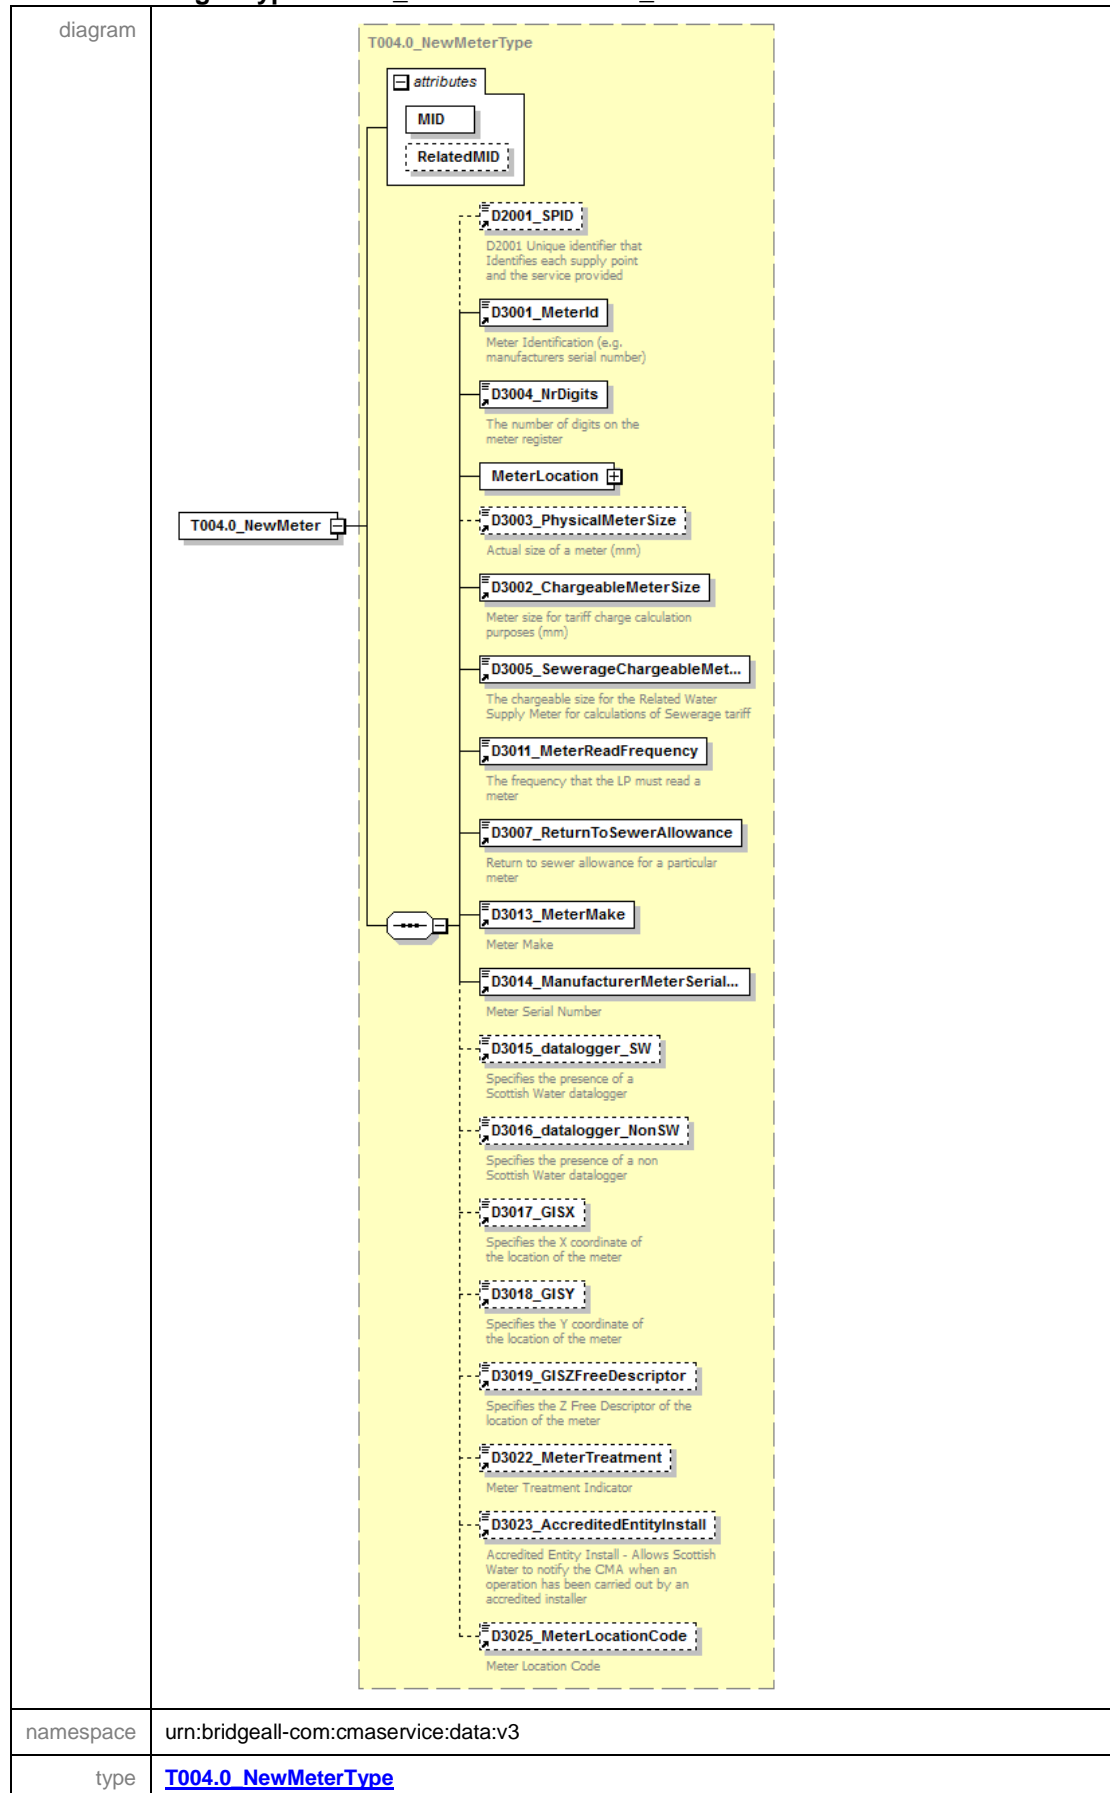 diagram
T004.0_NewMeterType
attributes
MID
RelatedMID
D2001_SPID
D2001 Unique identifier that
Identifies each supply point
and the service provided
D3001_MeterId
Meter Identification (e.g.
manufacturers serial number)
D3004_NrDigits
The number of digits on the
meter register
MeterLocation
T004.0_NewMeter
D3003_PhysicalMeterSize
Actual size of a meter (mm)
D3002_ChargeableMeterSize
Meter size for tariff charge calculation
purposes (mm)
D3005_SewerageChargeableMet...
The chargeable size for the Related Water
Supply Meter for calculations of Sewerage tariff
D3011_MeterReadFrequency
The frequency that the LP must read a
meter
D3007_ReturnToSewerAllowance
Return to sewer allowance for a particular
meter
D3013_MeterMake
Meter Make
D3014_ManufacturerMeterSerial...
Meter Serial Number
D3015_datalogger_SW
Specifies the presence of a
Scottish Water datalogger
D3016_datalogger_NonSW
Specifies the presence of a non
Scottish Water datalogger
D3017_GISX
Specifies the X coordinate of
the location of the meter
D3018_GISY
Specifies the Y coordinate of
the location of the meter
D3019_GISZFreeDescriptor
Specifies the Z Free Descriptor of the
location of the meter
D3022_MeterTreatment
Meter Treatment Indicator
D3023_AccreditedEntityInstall
Accredited Entity Install - Allows Scottish
Water to notify the CMA when an
operation has been carried out by an
accredited installer
D3025_MeterLocationCode
Meter Location Code
namespace urn:bridgeall-com:cmaservice:data:v3
type T004.0_NewMeterType